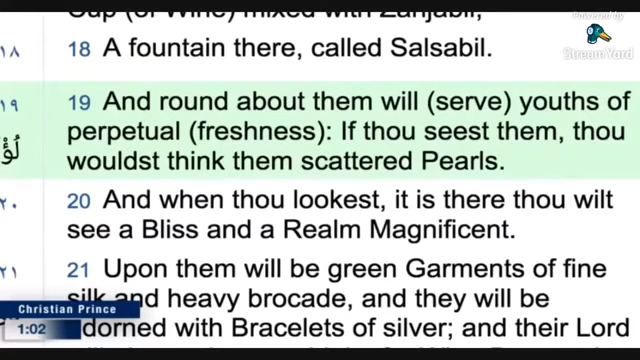 Cup (of Wine) mixed with Zanjabil,
Powered by
StreamYard
١٨ 18 A fountain there, called Salsabil.
١٩ 19 And round about them will (serve) youths of
perpetual (freshness): If thou seest them, thou
wouldst think them scattered Pearls.
٢٠ 20 And when thou lookest, it is there thou wilt
see a Bliss and a Realm Magnificent.
٢١ 21 Upon them will be green Garments of fine
silk and heavy brocade, and they will be
adorned with Bracelets of silver; and their Lord
Christian Prince
1:02